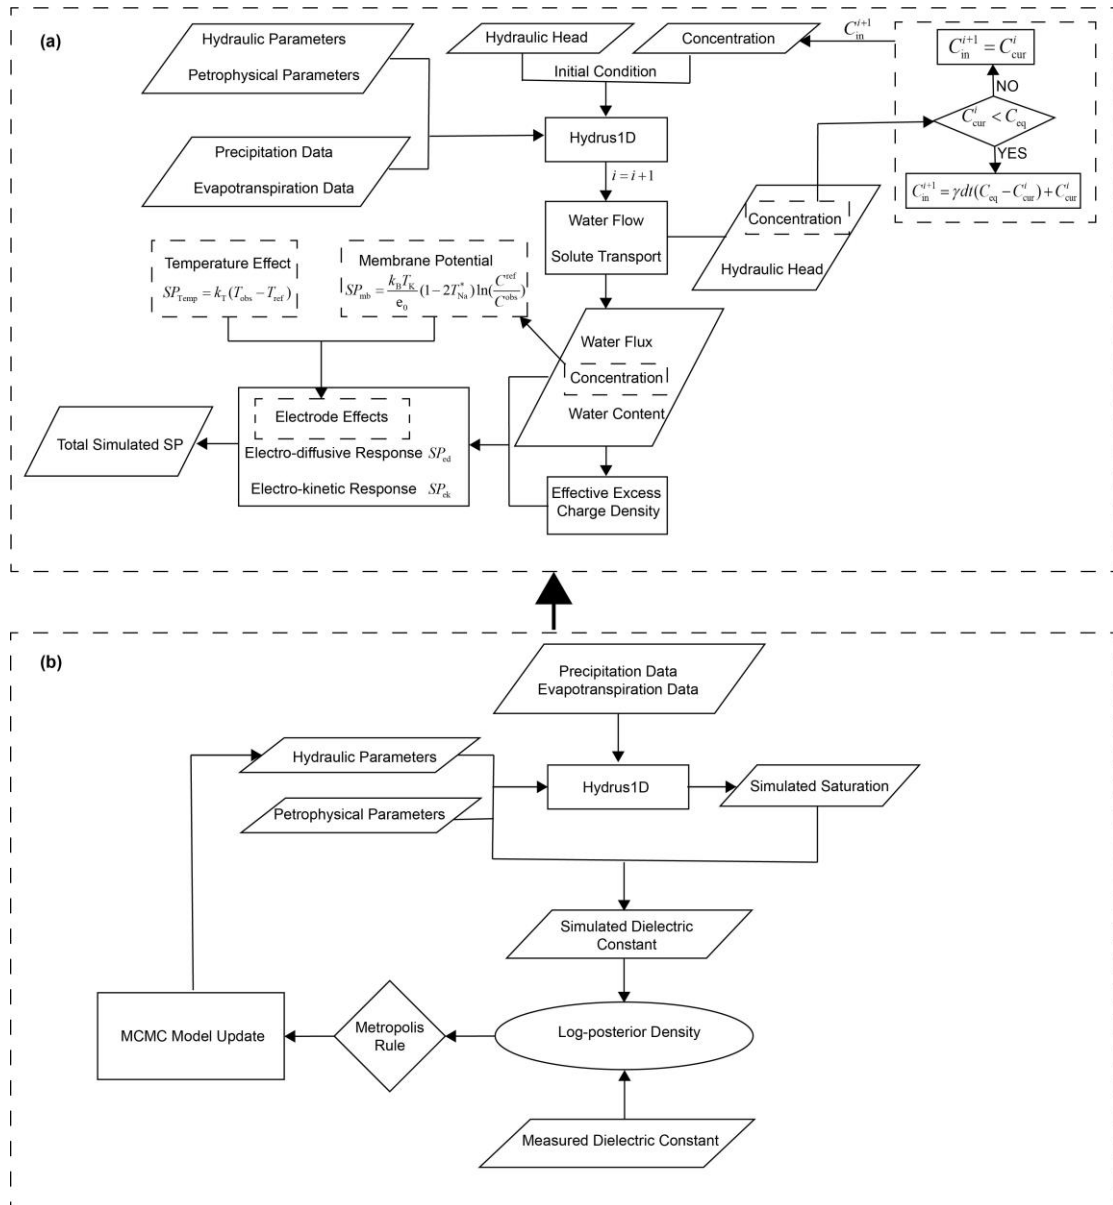 (a)
Hydraulic Parameters
Petrophysical Parameters
Precipitation Data
Evapotranspiration Data
Hydraulic Head
Concentration
Initial Condition
Hydrus1D
i = i+1
Water Flow
Solute Transport
C_in^{i+1}
C_in^{i+1} = C_cur^i
NO
C_cur^i < C_eq
YES
C_in^{i+1} = γdt(C_eq − C_cur^i) + C_cur^i
Concentration
Hydraulic Head
Temperature Effect
SP_Temp = k_T(T_obs − T_ref)
Membrane Potential
SP_mb = \frac{k_B T_K}{e_0}(1−2T_Na^*)ln(\frac{C^ref}{C^obs})
Water Flux
Concentration
Water Content
Electrode Effects
Electro-diffusive Response SP_ed
Electro-kinetic Response SP_ek
Total Simulated SP
Effective Excess
Charge Density
(b)
Precipitation Data
Evapotranspiration Data
Hydraulic Parameters
Hydrus1D
Simulated Saturation
Petrophysical Parameters
Simulated Dielectric
Constant
MCMC Model Update
Metropolis
Rule
Log-posterior Density
Measured Dielectric Constant